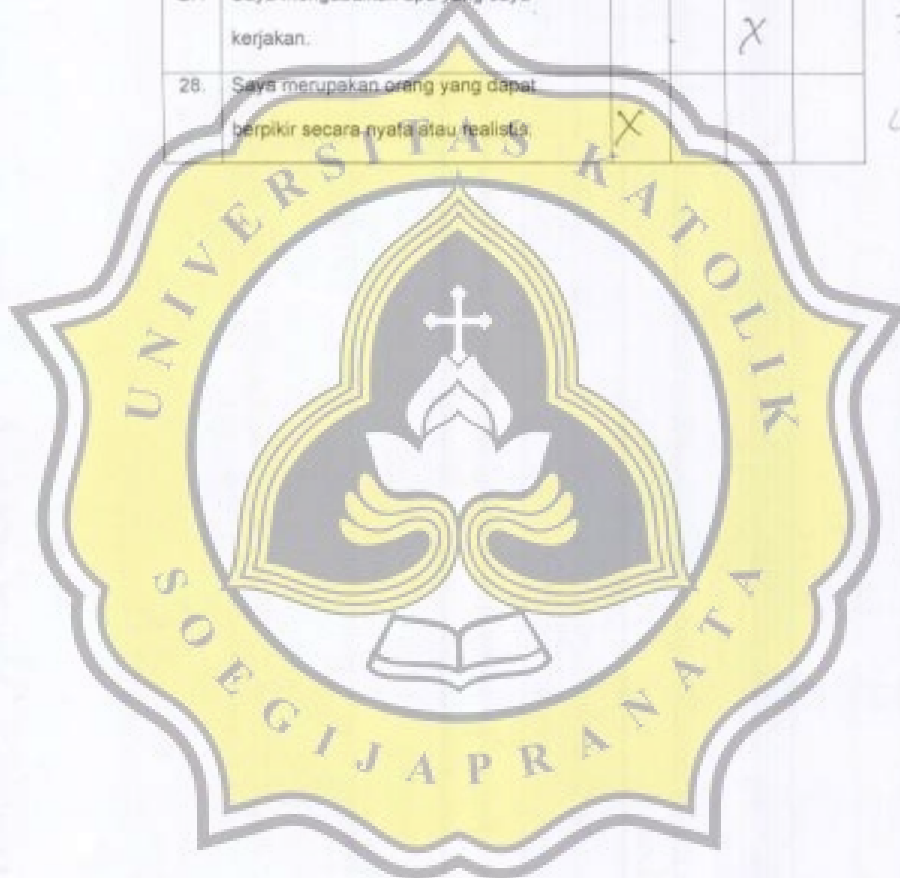 kerjakan. X
28. Saya merupakan orang yang dapat
berpikir secara nyata atau realistis. X
UNIVERSITAS KATOLIK
SOEGIJAPRANATA